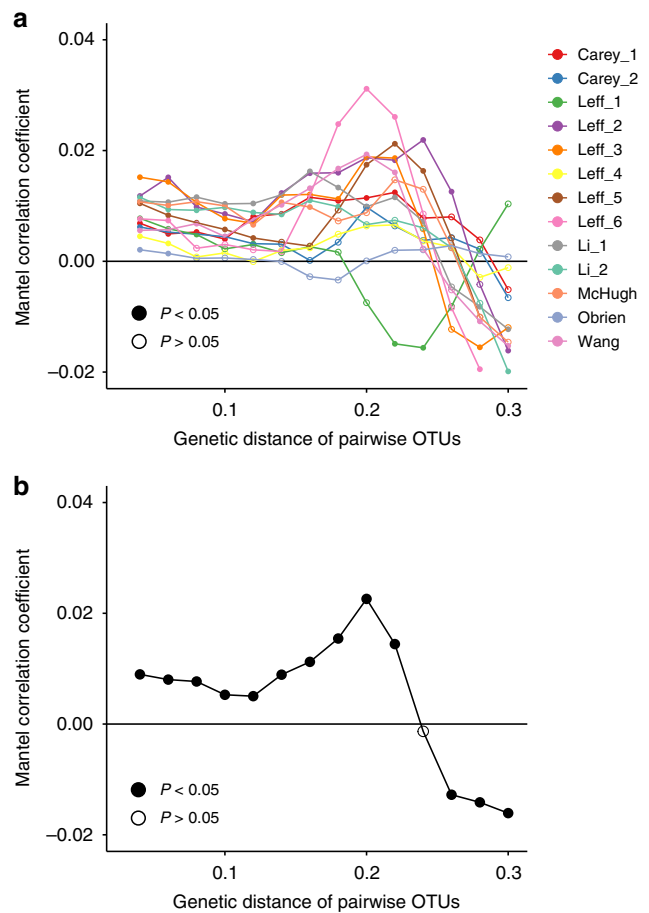 a
0.04
0.02
0.00
−0.02
Mantel correlation coefficient
P < 0.05
P > 0.05
0.1
0.2
0.3
Genetic distance of pairwise OTUs
Carey_1
Carey_2
Leff_1
Leff_2
Leff_3
Leff_4
Leff_5
Leff_6
Li_1
Li_2
McHugh
Obrien
Wang
b
0.04
0.02
0.00
−0.02
Mantel correlation coefficient
P < 0.05
P > 0.05
0.1
0.2
0.3
Genetic distance of pairwise OTUs